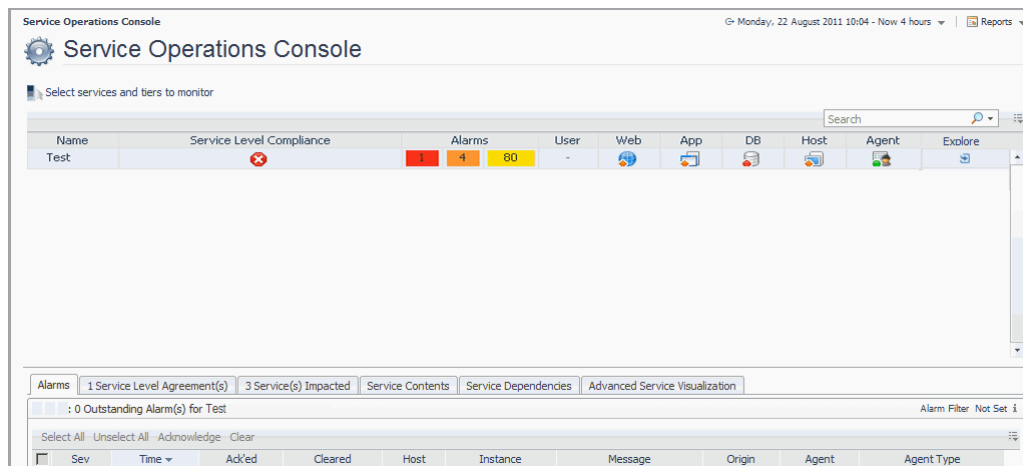 Service Operations Console
Monday, 22 August 2011 10:04 - Now 4 hours
Reports
Service Operations Console
Select services and tiers to monitor
Search
Name Service Level Compliance Alarms User Web App DB Host Agent Explore
Test 1 4 80 -
Alarms 1 Service Level Agreement(s) 3 Service(s) Impacted Service Contents Service Dependencies Advanced Service Visualization
: 0 Outstanding Alarm(s) for Test Alarm Filter Not Set i
Select All Unselect All Acknowledge Clear
Sev Time Ack'ed Cleared Host Instance Message Origin Agent Agent Type